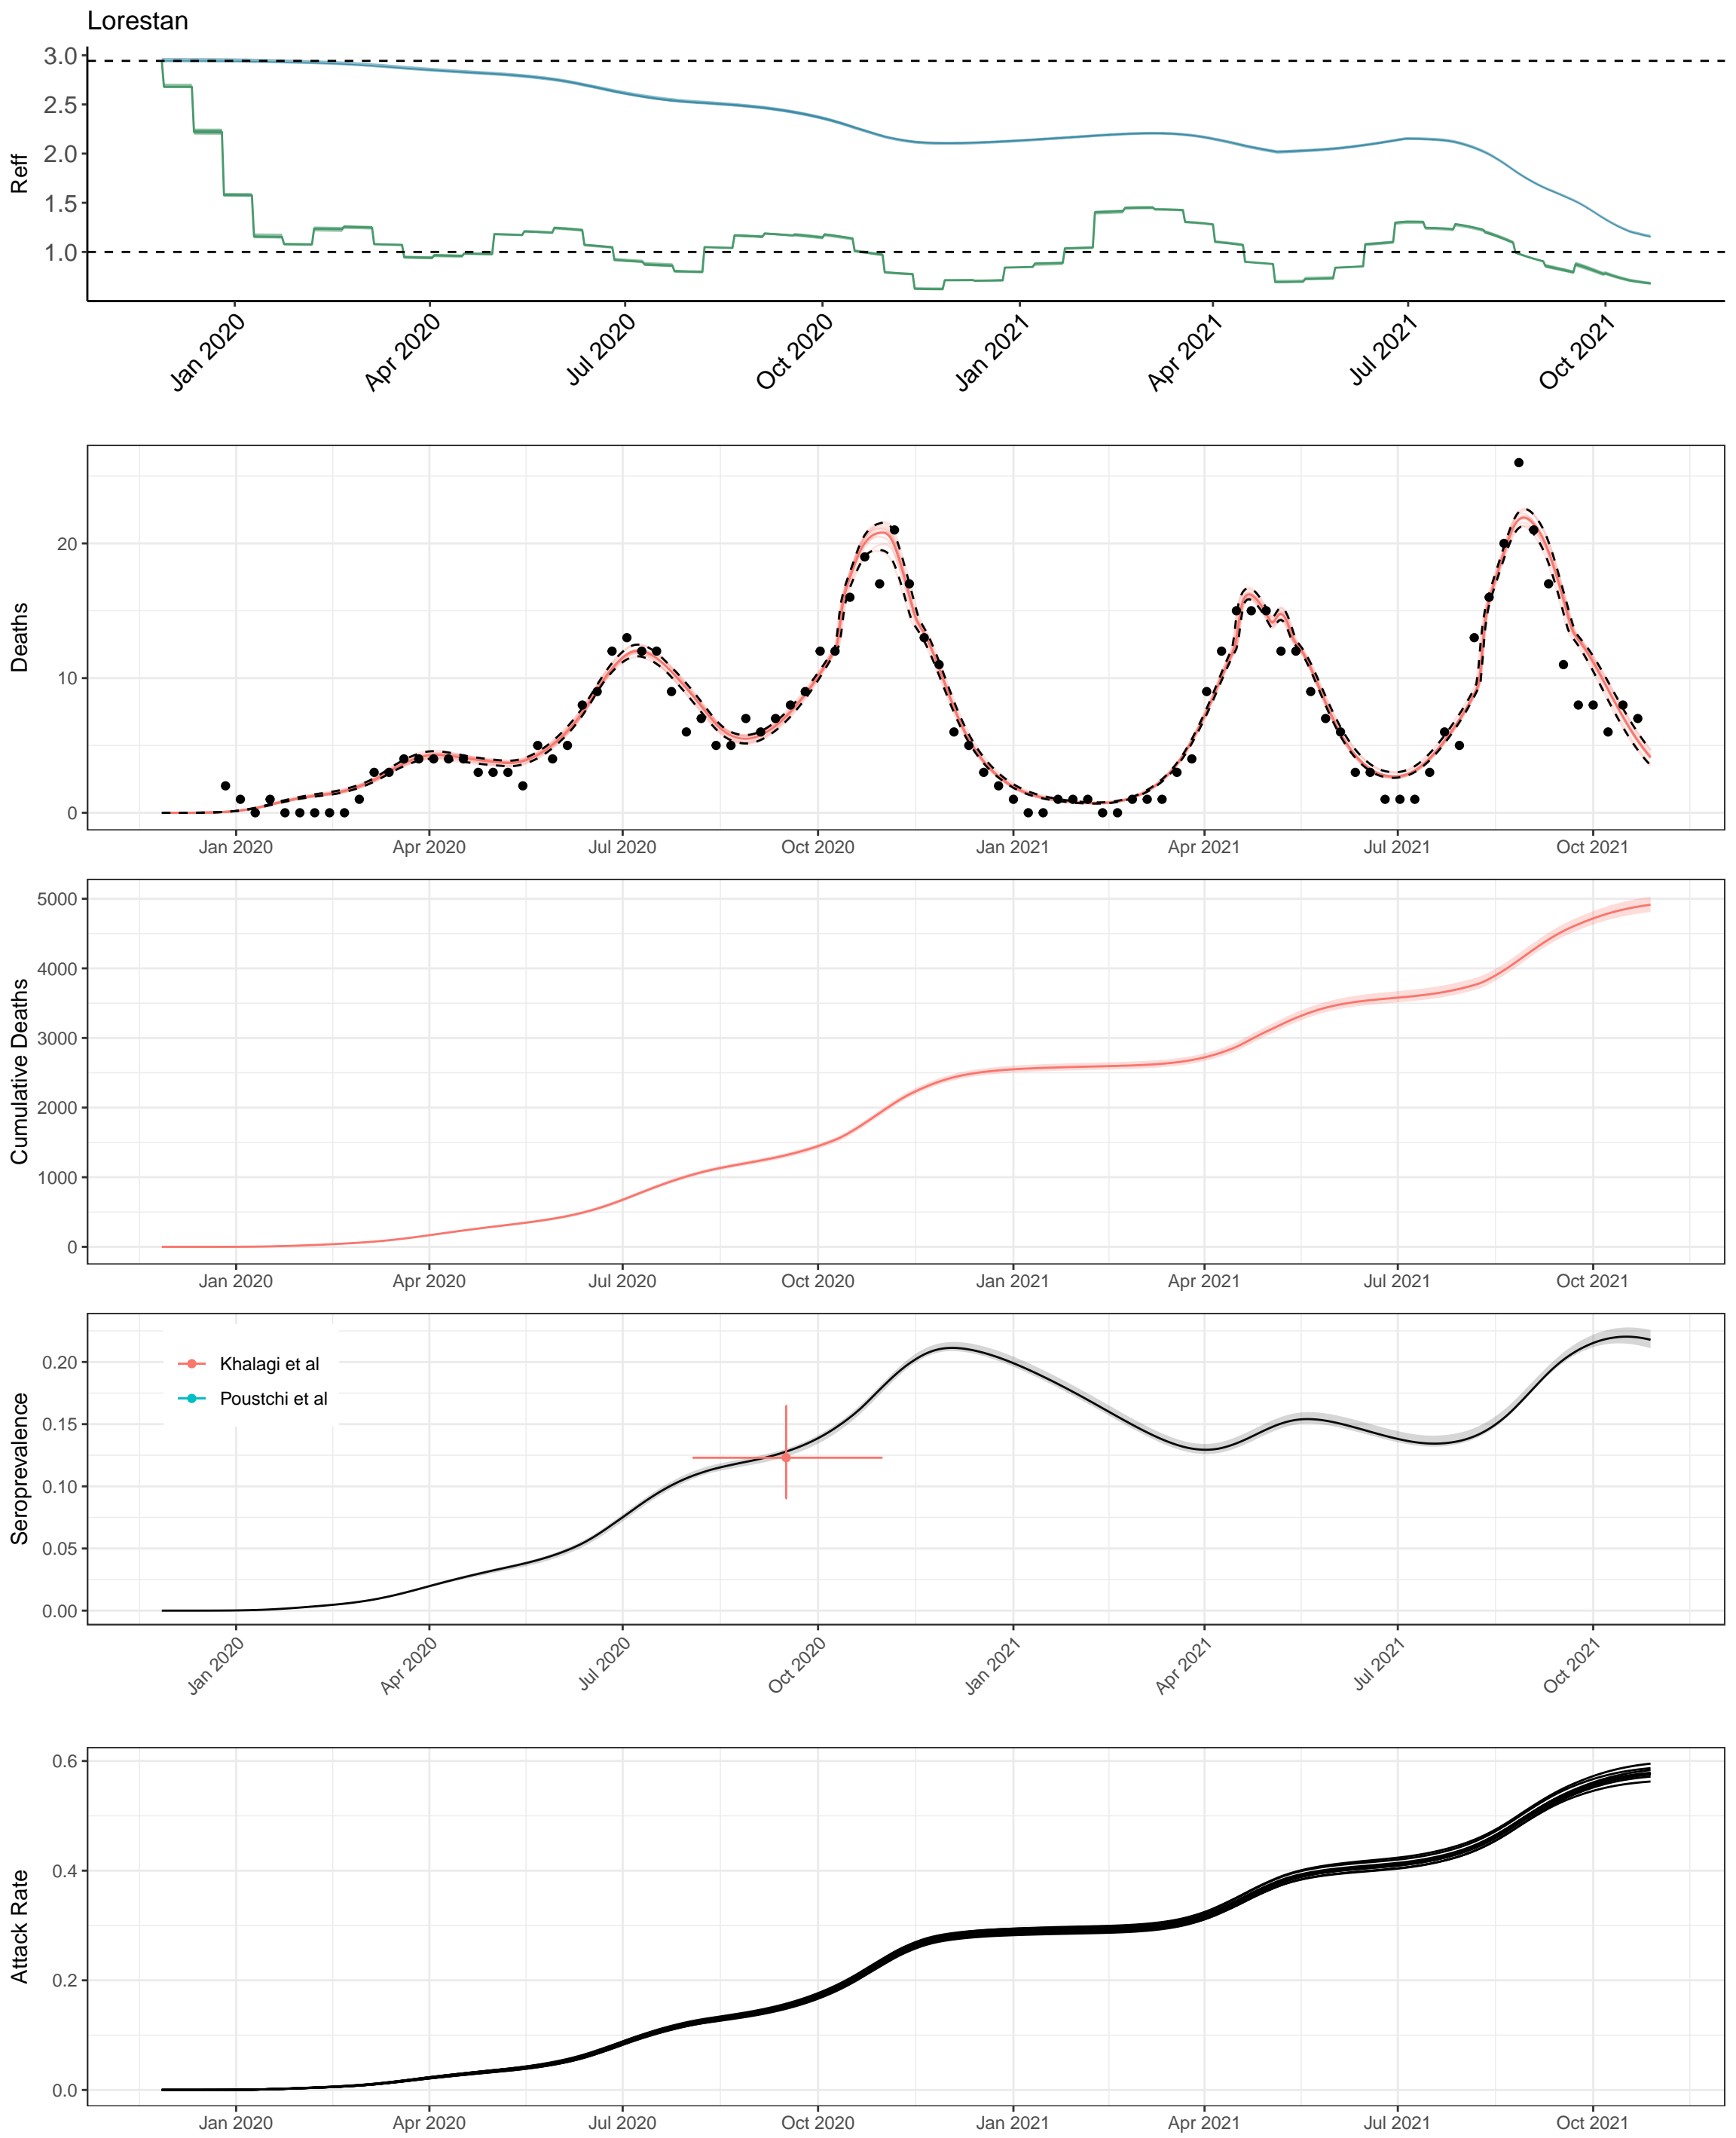 Lorestan
Reff
3.0
2.5
2.0
1.5
1.0
Jan 2020
Apr 2020
Jul 2020
Oct 2020
Jan 2021
Apr 2021
Jul 2021
Oct 2021
Deaths
20
10
0
Jan 2020
Apr 2020
Jul 2020
Oct 2020
Jan 2021
Apr 2021
Jul 2021
Oct 2021
Cumulative Deaths
5000
4000
3000
2000
1000
0
Jan 2020
Apr 2020
Jul 2020
Oct 2020
Jan 2021
Apr 2021
Jul 2021
Oct 2021
Seroprevalence
0.20
0.15
0.10
0.05
0.00
Khalagi et al
Poustchi et al
Jan 2020
Apr 2020
Jul 2020
Oct 2020
Jan 2021
Apr 2021
Jul 2021
Oct 2021
Attack Rate
0.6
0.4
0.2
0.0
Jan 2020
Apr 2020
Jul 2020
Oct 2020
Jan 2021
Apr 2021
Jul 2021
Oct 2021